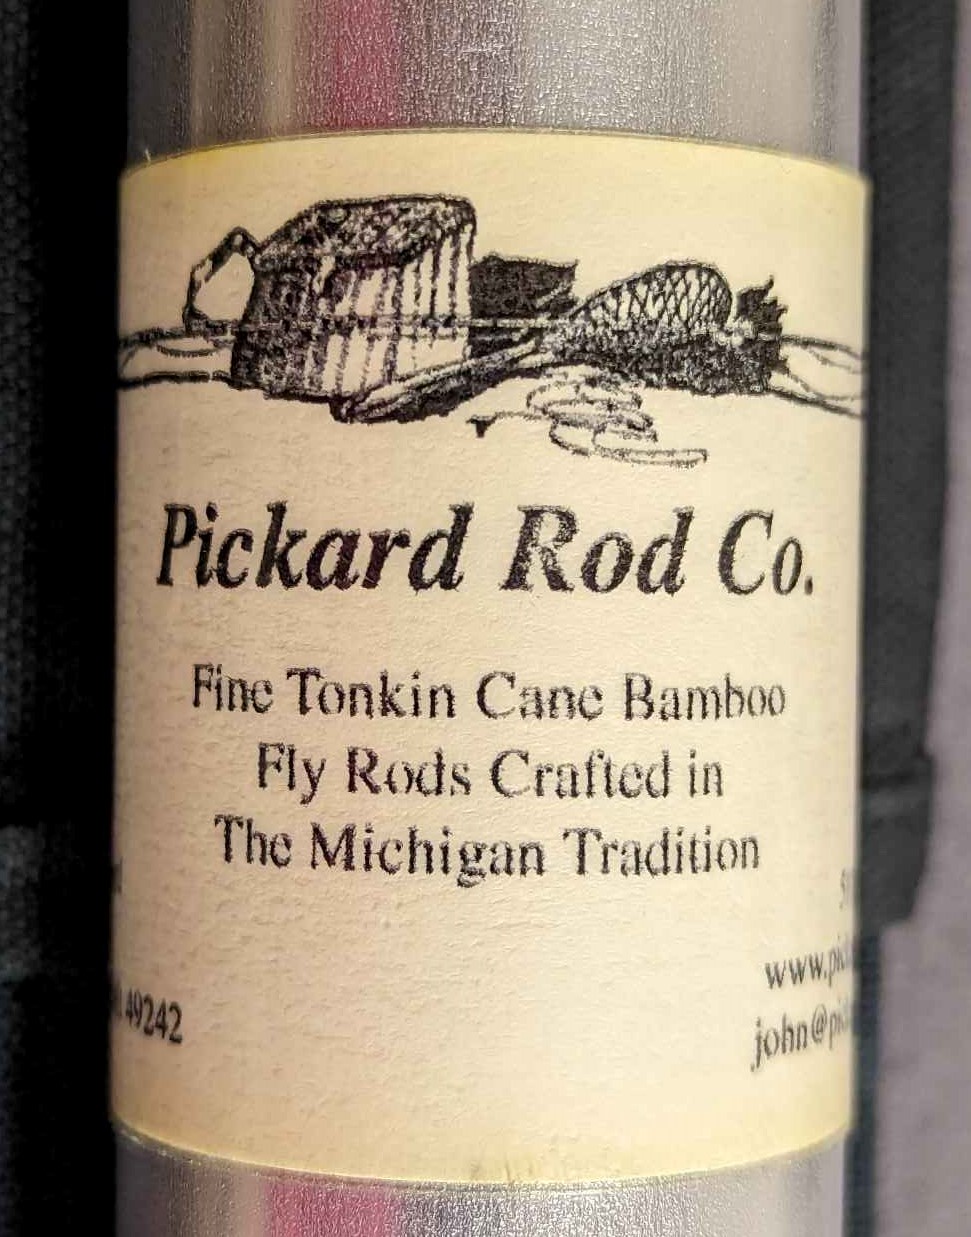 Pickard Rod Co.
Fine Tonkin Cane Bamboo
Fly Rods Crafted in
The Michigan Tradition
49242
www.pic
john@pic